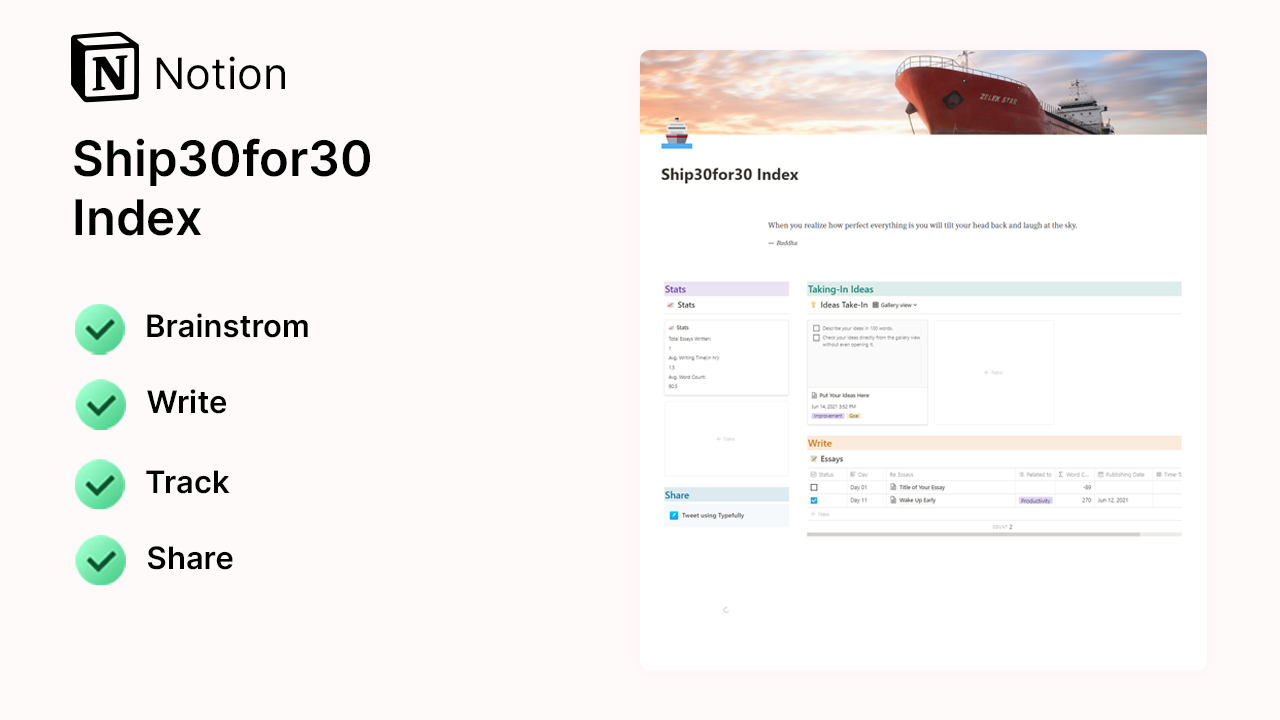 Notion
Ship30for30
Index
Brainstrom
Write
Track
Share
ZELEK STAR
Ship30for30 Index
When you realize how perfect everything is you will tilt your head back and laugh at the sky.
— Buddha
Stats
Stats
Stats
Total Essays Written:
1
Avg. Writing Time(in hr):
1.5
Avg. Word Count:
90.5
+ New
Share
Tweet using Typefully
Taking-In Ideas
Ideas Take-In Gallery view
Describe your ideas in 100 words.
Check your ideas directly from the gallery view
without even opening it.
Put Your Ideas Here
Jun 14, 2021 3:52 PM
Improvement Goal
+ New
Write
Essays
Status Day Essays Related to Word C... Publishing Date Time-T
Day 01 Title of Your Essay -89
Day 11 Wake Up Early Productivity 270 Jun 12, 2021
+ New
COUNT 2